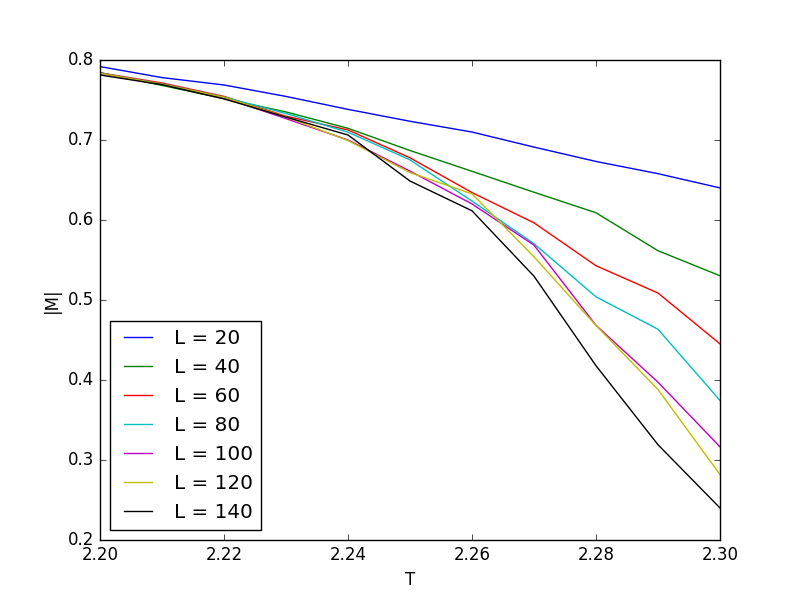 0.8
0.7
0.6
0.5
0.4
0.3
0.2
|M|
L = 20
L = 40
L = 60
L = 80
L = 100
L = 120
L = 140
2.20 2.22 2.24 2.26 2.28 2.30
T